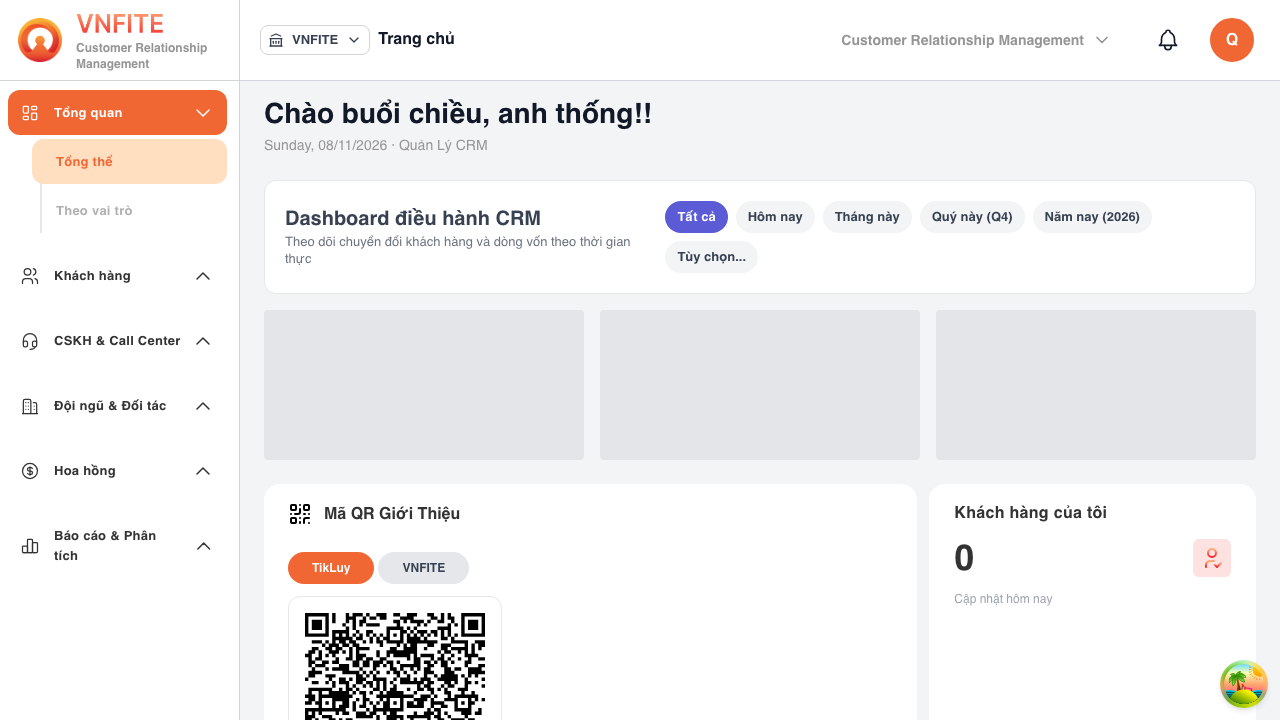 VNFITE
Customer Relationship
Management
VNFITE
Trang chủ
Customer Relationship Management
Q
Tổng quan
Tổng thể
Theo vai trò
Khách hàng
CSKH & Call Center
Đội ngũ & Đối tác
Hoa hồng
Báo cáo & Phân
tích
Chào buổi chiều, anh thống!!
Sunday, 08/11/2026 · Quản Lý CRM
Dashboard điều hành CRM
Theo dõi chuyển đổi khách hàng và dòng vốn theo thời gian
thực
Tất cả
Hôm nay
Tháng này
Quý này (Q4)
Năm nay (2026)
Tùy chọn...
Mã QR Giới Thiệu
TikLuy
VNFITE
Khách hàng của tôi
0
Cập nhật hôm nay